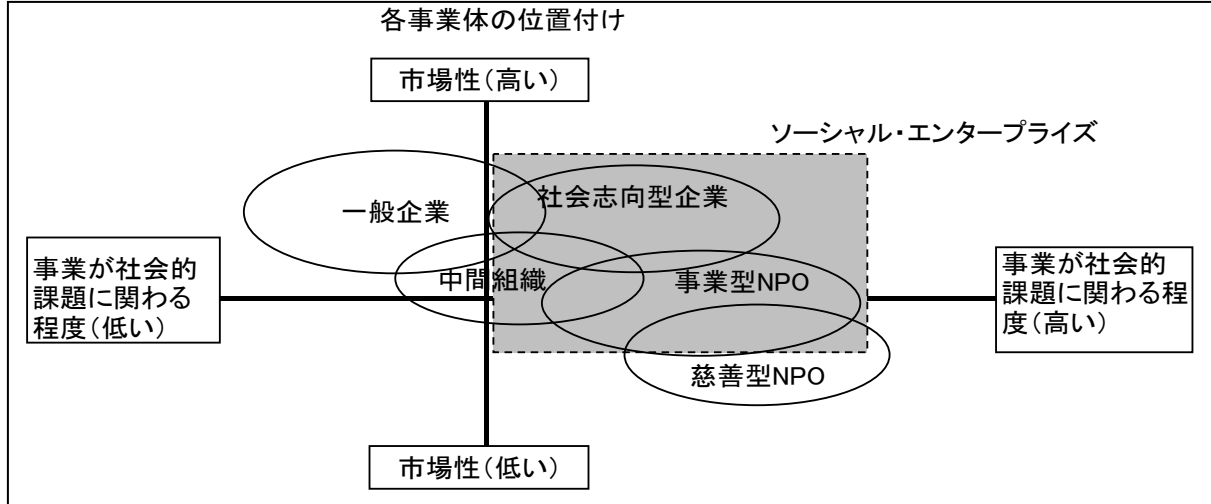 各事業体の位置付け
市場性（高い）
ソーシャル・エンタープライズ
社会志向型企業
一般企業
事業が社会的
課題に関わる
程度（低い）
中間組織
事業型NPO
事業が社会的
課題に関わる程
度（高い）
慈善型NPO
市場性（低い）